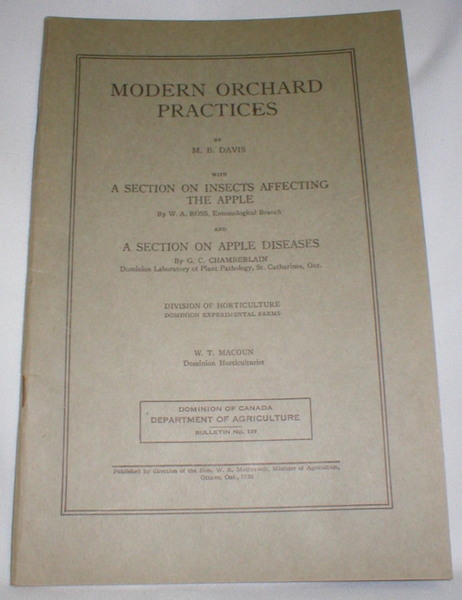 MODERN ORCHARD
PRACTICES
BY
M. B. DAVIS
WITH
A SECTION ON INSECTS AFFECTING
THE APPLE
By W. A. ROSS, Entomological Branch
AND
A SECTION ON APPLE DISEASES
By G. C. CHAMBERLAIN
Dominion Laboratory of Plant Pathology, St. Catharines, Ont.
DIVISION OF HORTICULTURE
DOMINION EXPERIMENTAL FARMS
W. T. MACOUN
Dominion Horticulturist
DOMINION OF CANADA
DEPARTMENT OF AGRICULTURE
BULLETIN No.
Published by direction of the Hon. W. R. Motherwell, Minister of Agriculture,
Ottawa, Ont.,